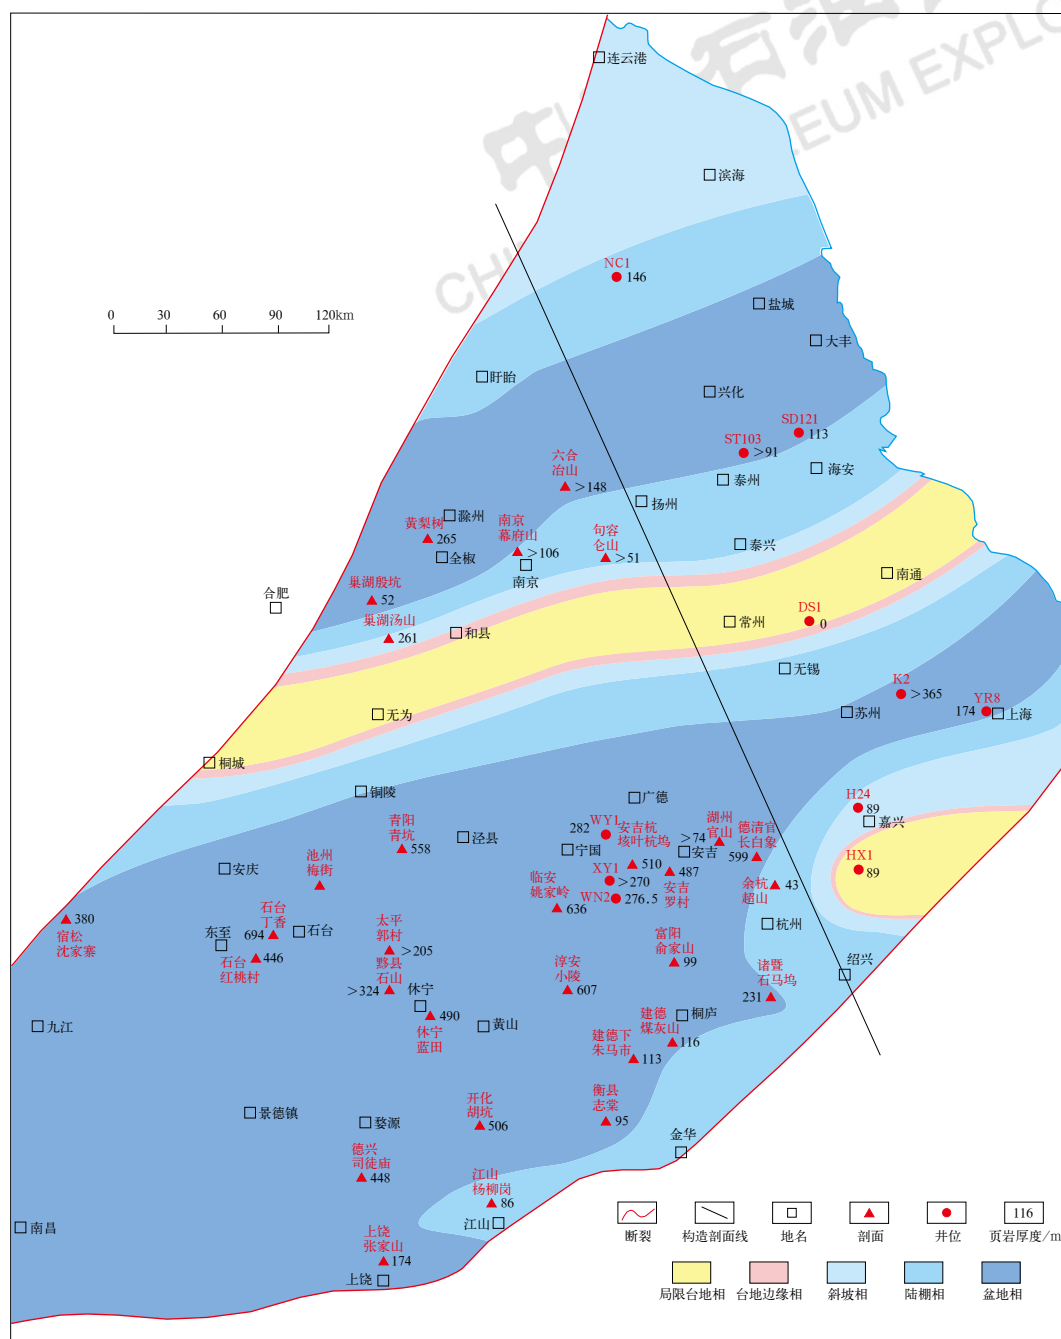 中 石油
CHI UM EXPLO
连云港
滨海
NC1
146
盐城
0 30 60 90 120km
大丰
盱眙
兴化
SD121
113
ST103
>91
六合
冶山
>148
海安
泰州
扬州
滁州
黄梨树
265
南京
幕府山
>106
句容
仑山
>51
泰兴
全椒
南京
南通
巢湖殷坑
52
合肥
DS1
0
巢湖汤山
261
和县
常州
无锡
K2
>365
YR8
174
上海
苏州
无为
桐城
铜陵
广德
H24
89
嘉兴
青阳
青坑
558
泾县
WY1
282
安吉杭
垓叶杭坞
510
湖州
官山
>74
德清官
长白象
599
宁国
安吉
HX1
89
安庆
池州
梅街
XY1
>270
487
安吉
罗村
余杭
超山
43
临安
姚家岭
636
WN2
276.5
380
宿松
沈家寨
石台
丁香
694
石台
东至
太平
郭村
>205
杭州
446
石台
红桃村
富阳
俞家山
99
绍兴
黟县
石山
>324
淳安
小陵
607
诸暨
石马坞
231
休宁
490
休宁
蓝田
九江
黄山
桐庐
建德
煤灰山
116
建德下
朱马市
113
景德镇
婺源
开化
胡坑
506
衡县
志棠
95
金华
德兴
司徒庙
448
江山
杨柳岗
86
江山
南昌
上饶
张家山
174
上饶
116
断裂 构造剖面线 地名 剖面 井位 页岩厚度/m
局限台地相 台地边缘相 斜坡相 陆棚相 盆地相